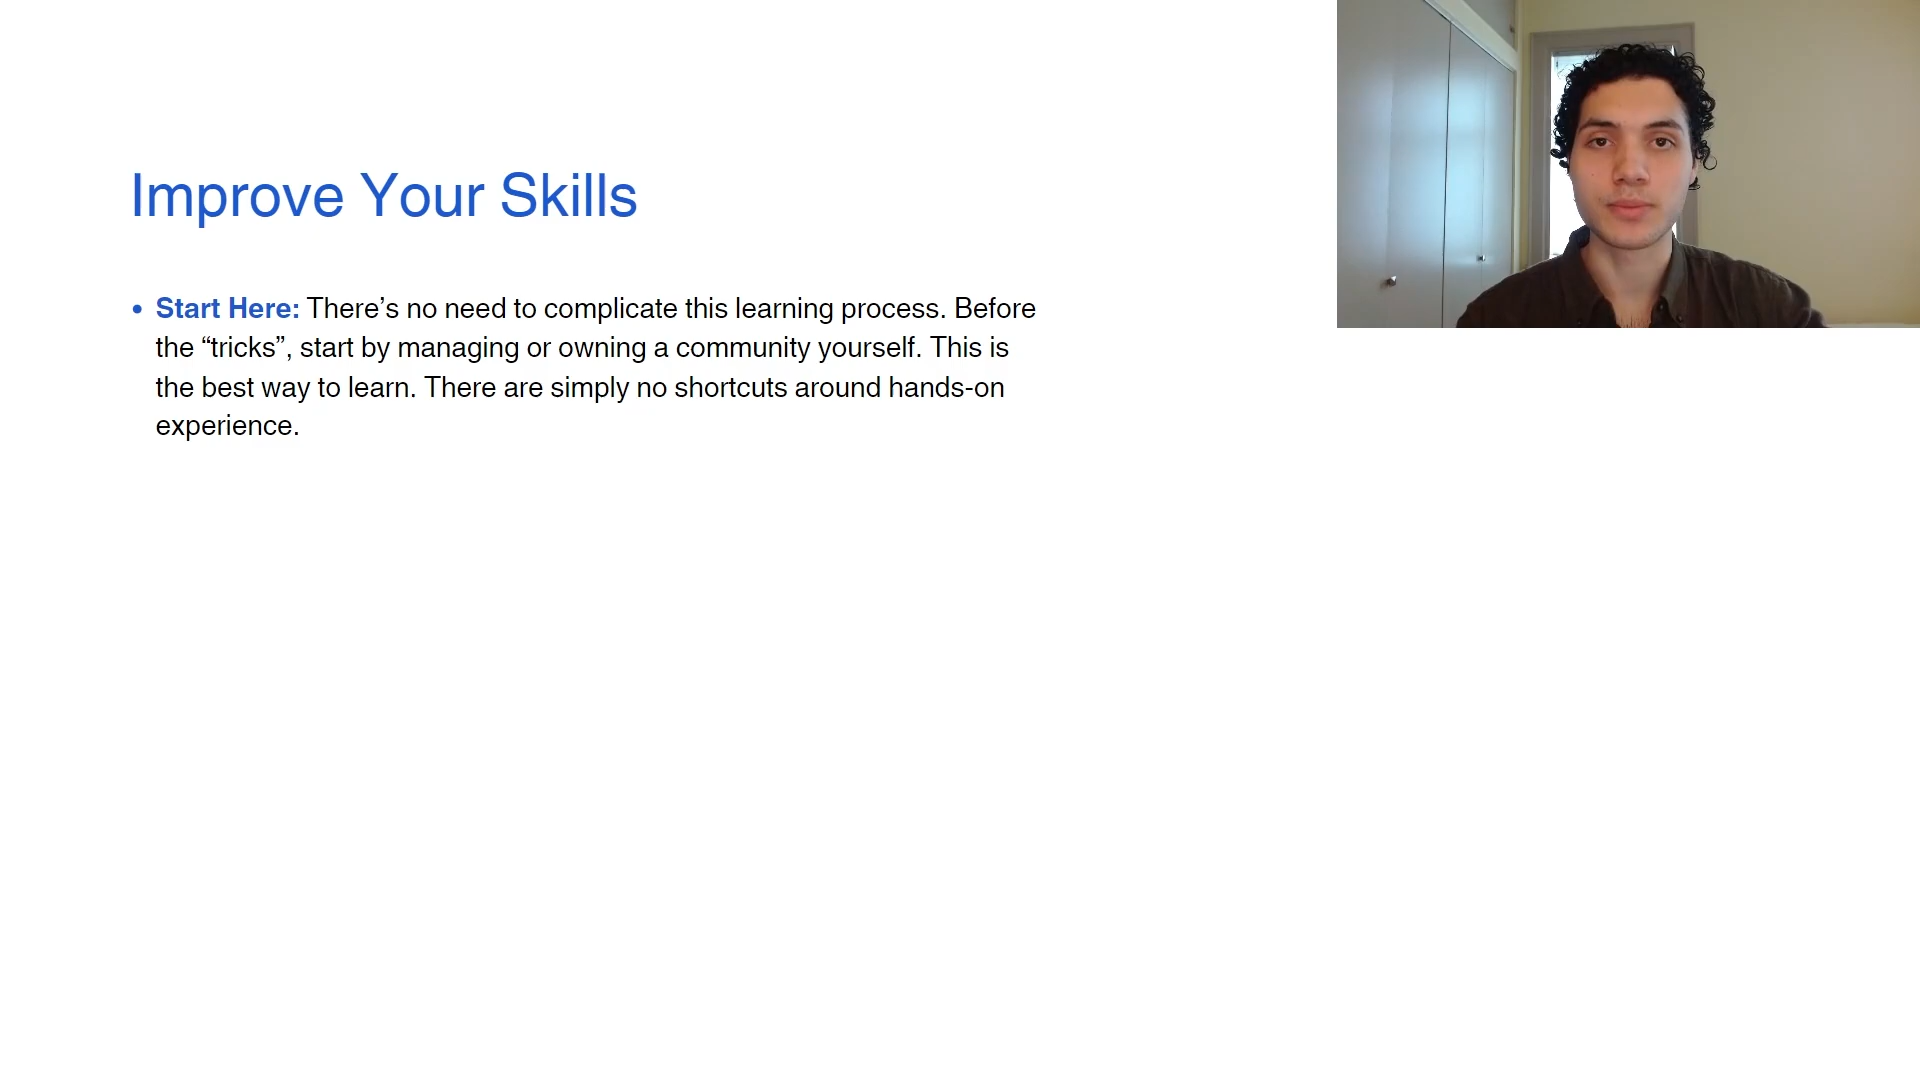 Improve Your Skills
• Start Here: There’s no need to complicate this learning process. Before
the “tricks”, start by managing or owning a community yourself. This is
the best way to learn. There are simply no shortcuts around hands-on
experience.